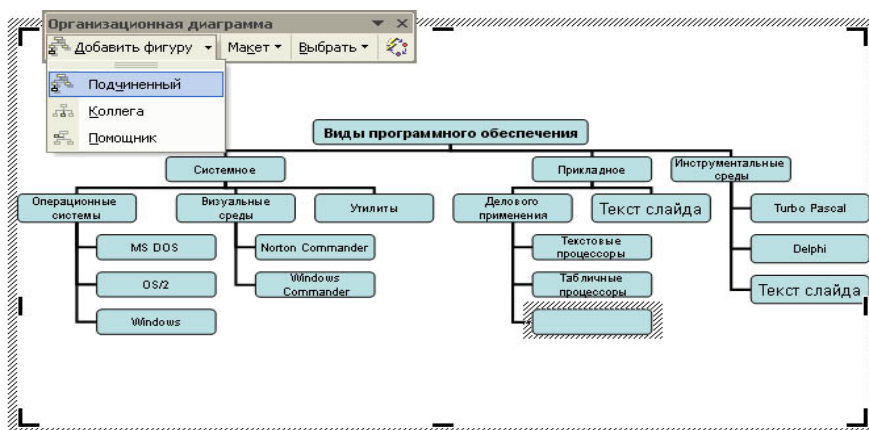 Организационная диаграмма
Добавить фигуру
Макет
Выбрать
Подчиненный
Коллега
Помощник
Виды программного обеспечения
Системное
Прикладное
Инструментальные
среды
Операционные
системы
Визуальные
среды
Утилиты
Делового
применения
Текст слайда
Turbo Pascal
MS DOS
Norton Commander
Текстовые
процессоры
Delphi
OS/2
Windows
Commander
Табличные
процессоры
Текст слайда
Windows